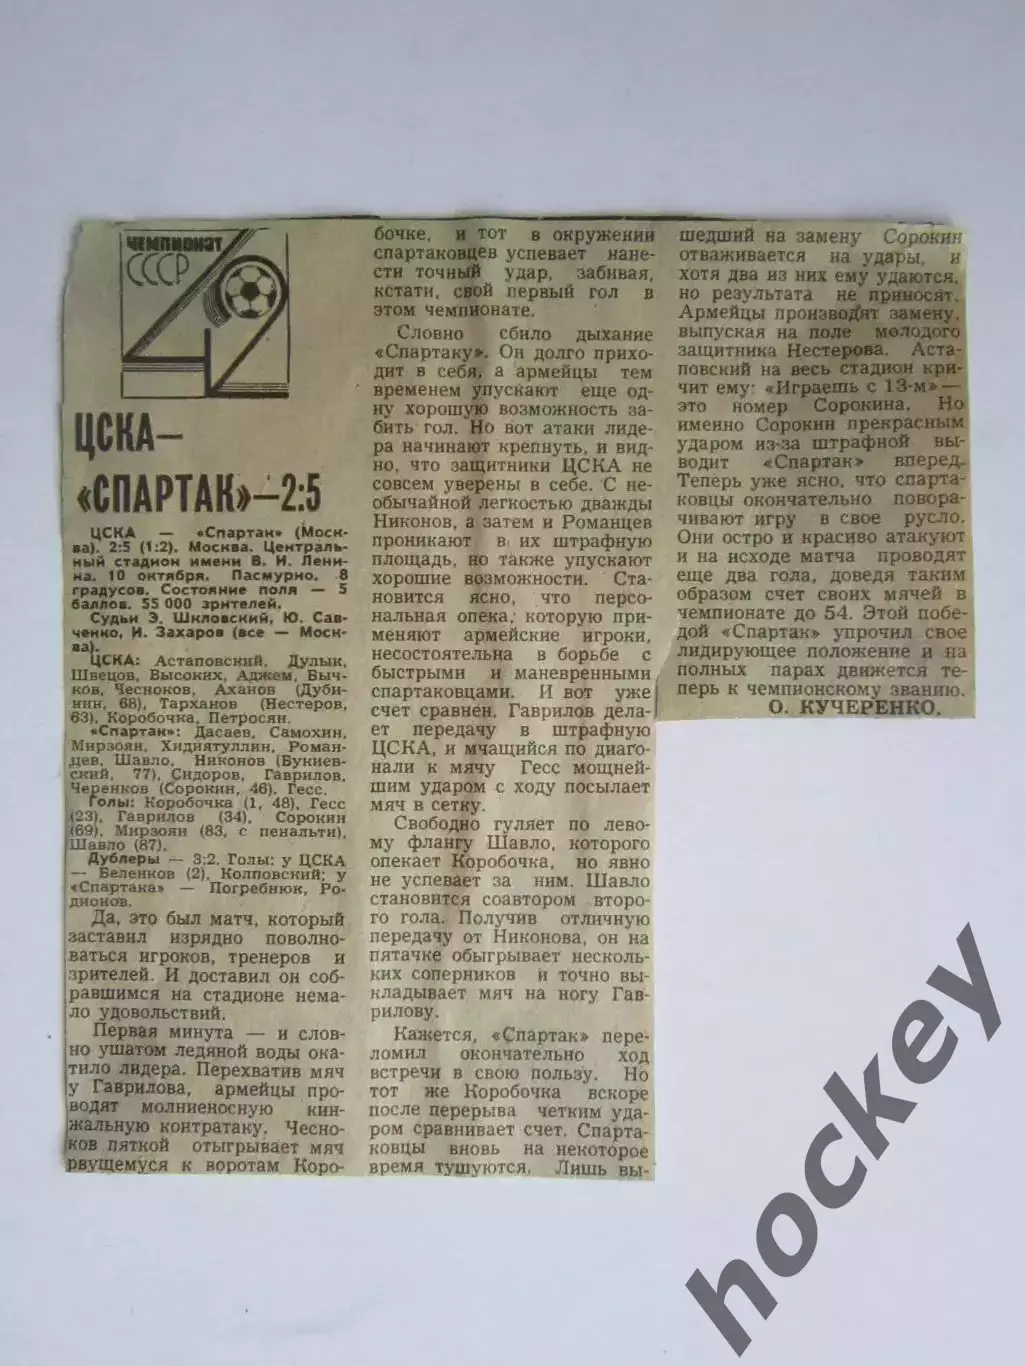 ЧЕМПИОНАТ
СССР
42
ЦСКА—
«СПАРТАК»—2:5
ЦСКА — «Спартак» (Моск-
ва). 2:5 (1:2). Москва. Централь-
ный стадион имени В. И. Лени-
на. 10 октября. Пасмурно. 8
градусов. Состояние поля — 5
баллов. 55 000 зрителей.
Судьи Э. Шкловский, Ю. Сав-
ченко, И. Захаров (все — Моск-
ва).
ЦСКА: Астаповский, Дулык,
Швецов, Высоких, Аджем, Быч-
ков, Чесноков, Аханов (Дуби-
нин, 68), Тарханов (Нестеров,
63), Коробочка, Петросян.
«Спартак»: Дасаев, Самохин,
Мирзоян, Хидиятуллин, Роман-
цев, Шавло, Никонов (Букиев-
ский, 77), Сидоров, Гаврилов,
Черенков (Сорокин, 46), Гесс.
Голы: Коробочка (1, 48), Гесс
(23), Гаврилов (34), Сорокин
(69), Мирзоян (83, с пенальти),
Шавло (87).
Дублеры — 3:2. Голы: у ЦСКА
— Беленков (2), Колповский; у
«Спартака» — Погребнюк, Ро-
дионов.
Да, это был матч, который
заставил изрядно поволно-
ваться игроков, тренеров и
зрителей. И доставил он соб-
равшимся на стадионе нема-
ло удовольствий.
Первая минута — и слов-
но ушатом ледяной воды ока-
тило лидера. Перехватив мяч
у Гаврилова, армейцы про-
водят молниеносную кин-
жальную контратаку. Чесно-
ков пяткой отыгрывает мяч
рвущемуся к воротам Коро-
бочке, и тот в окружении
спартаковцев успевает нане-
сти точный удар, забивая,
кстати, свой первый гол в
этом чемпионате.
Словно сбило дыхание
«Спартаку». Он долго прихо-
дит в себя, а армейцы тем
временем упускают еще од-
ну хорошую возможность за-
бить гол. Но вот атаки лиде-
ра начинают крепнуть, и вид-
но, что защитники ЦСКА не
совсем уверены в себе. С не-
обычайной легкостью дважды
Никонов, а затем и Романцев
проникают в их штрафную
площадь, но также упускают
хорошие возможности. Ста-
новится ясно, что персо-
нальная опека, которую при-
меняют армейские игроки,
несостоятельна в борьбе с
быстрыми и маневренными
спартаковцами. И вот уже
счет сравнен. Гаврилов дела-
ет передачу в штрафную
ЦСКА, и мчащийся по диаго-
нали к мячу Гесс мощней-
шим ударом с ходу посылает
мяч в сетку.
Свободно гуляет по лево-
му флангу Шавло, которого
опекает Коробочка, но явно
не успевает за ним. Шавло
становится соавтором второ-
го гола. Получив отличную
передачу от Никонова, он на
пятачке обыгрывает несколь-
ких соперников и точно вы-
кладывает мяч на ногу Гав-
рилову.
Кажется, «Спартак» пере-
ломил окончательно ход
встречи в свою пользу. Но
тот же Коробочка вскоре
после перерыва четким уда-
ром сравнивает счет. Спарта-
ковцы вновь на некоторое
время тушуются. Лишь вы-
шедший на замену Сорокин
отваживается на удары, и
хотя два из них ему удаются,
но результата не приносят.
Армейцы производят замену,
выпуская на поле молодого
защитника Нестерова. Аста-
повский на весь стадион кри-
чит ему: «Играешь с 13-м»—
это номер Сорокина. Но
именно Сорокин прекрасным
ударом из-за штрафной вы-
водит «Спартак» вперед.
Теперь уже ясно, что спарта-
ковцы окончательно повора-
чивают игру в свое русло.
Они остро и красиво атакуют
и на исходе матча проводят
еще два гола, доведя таким
образом счет своих мячей в
чемпионате до 54. Этой побе-
дой «Спартак» упрочил свое
лидирующее положение и на
полных парах движется те-
перь к чемпионскому званию.
О. КУЧЕРЕНКО.
hockey